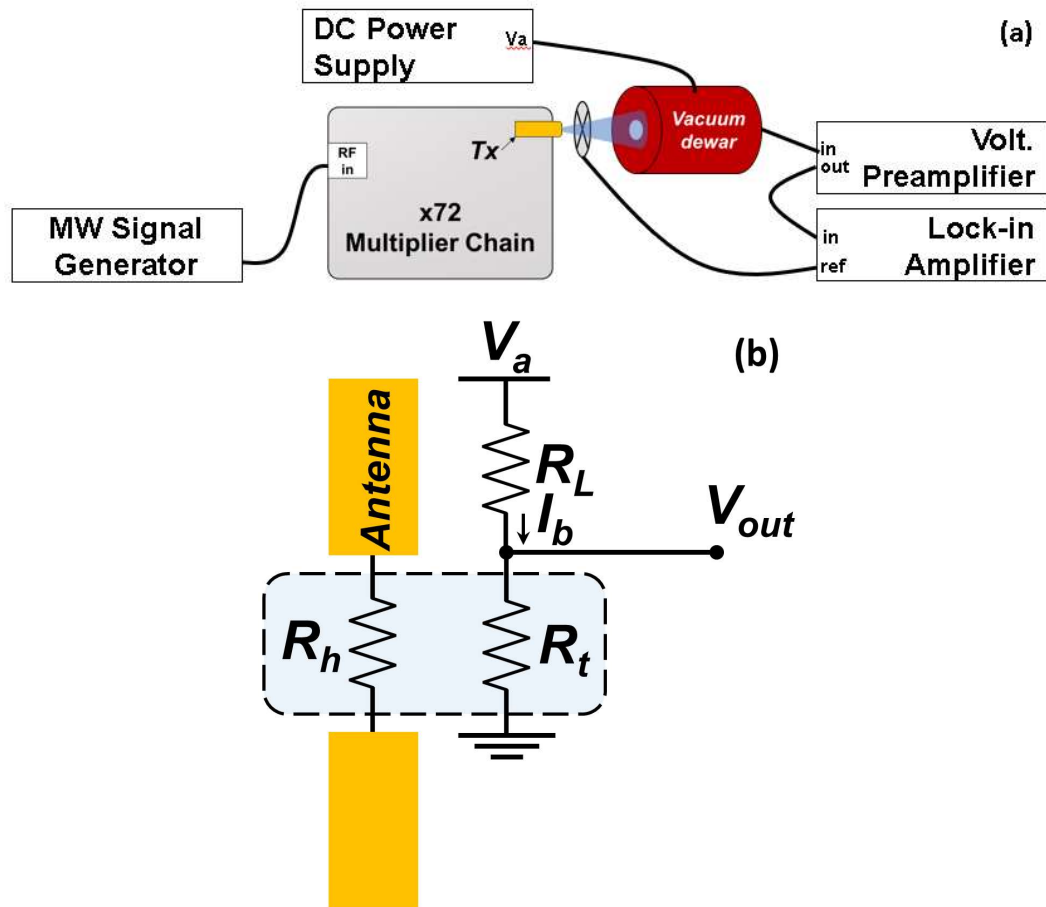 (a)
DC Power
Supply
Va
Vacuum
dewar
Tx
RF
in
x72
Multiplier Chain
MW Signal
Generator
in
out
Volt.
Preamplifier
in
ref
Lock-in
Amplifier
(b)
Va
Antenna
RL
Ib
Vout
Rh
Rt